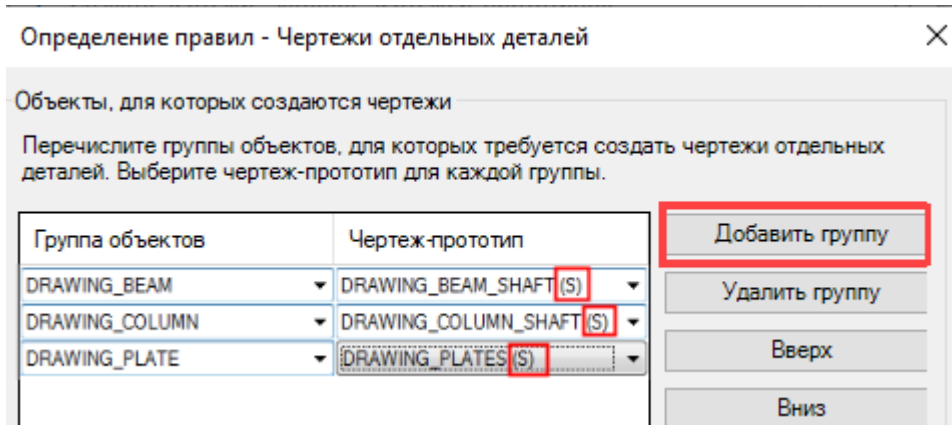 Определение правил - Чертежи отдельных деталей
Объекты, для которых создаются чертежи
Перечислите группы объектов, для которых требуется создать чертежи отдельных
деталей. Выберите чертеж-прототип для каждой группы.
Группа объектов Чертеж-прототип Добавить группу
DRAWING_BEAM DRAWING_BEAM_SHAFT (S) Удалить группу
DRAWING_COLUMN DRAWING_COLUMN_SHAFT (S)
DRAWING_PLATE DRAWING_PLATES (S) Вверх
Вниз